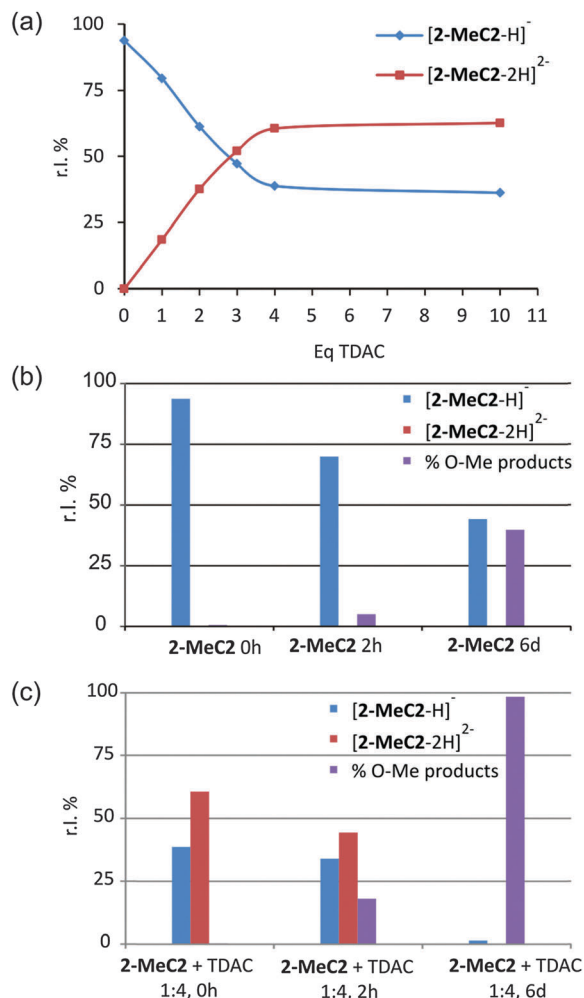 (a)
100
75
50
25
0
r.l. %
[2-MeC2-H]⁻
[2-MeC2-2H]²⁻
0 1 2 3 4 5 6 7 8 9 10 11
Eq TDAC
(b)
100
75
50
25
0
r.l. %
[2-MeC2-H]⁻
[2-MeC2-2H]²⁻
% O-Me products
2-MeC2 0h 2-MeC2 2h 2-MeC2 6d
(c)
100
75
50
25
0
r.l. %
[2-MeC2-H]⁻
[2-MeC2-2H]²⁻
% O-Me products
2-MeC2 + TDAC 2-MeC2 + TDAC 2-MeC2 + TDAC
1:4, 0h 1:4, 2h 1:4, 6d